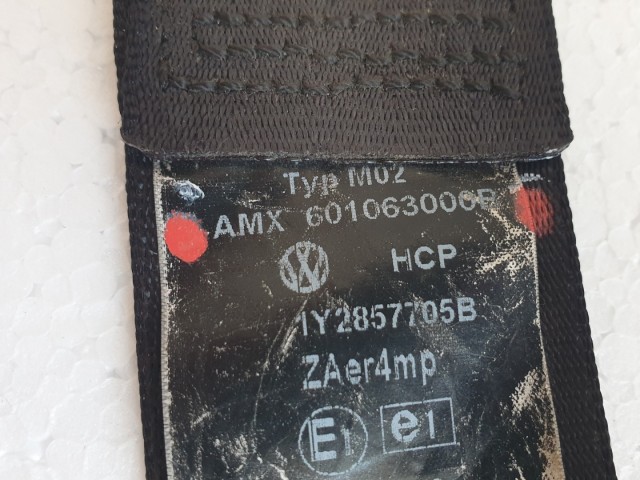 Typ M02
AMX 601063000B
HCP
1Y2857705B
ZAer4mp
E1 e1